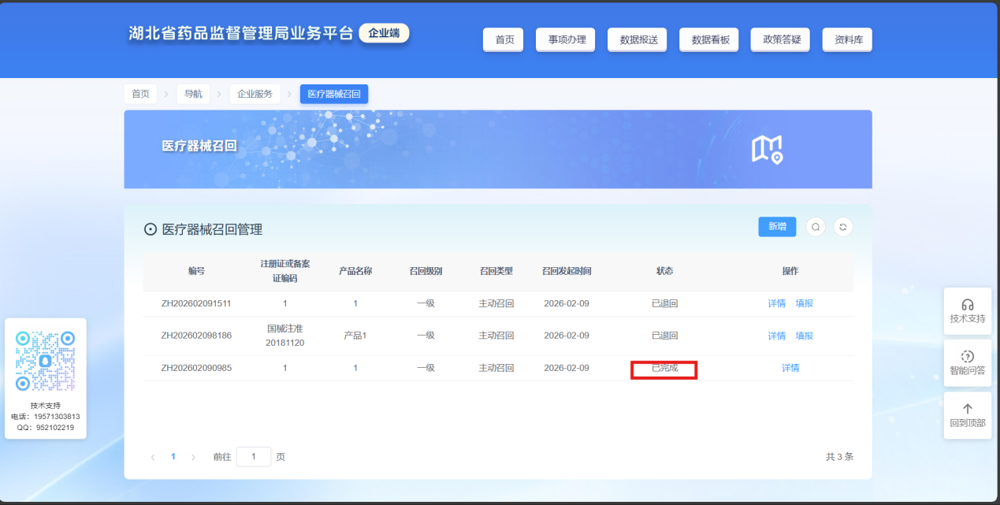 湖北省药品监督管理局业务平台 企业端
首页 事项办理 数据报送 数据看板 政策答疑 资料库
首页 > 导航 > 企业服务 > 医疗器械召回
医疗器械召回
医疗器械召回管理
新增
编号 注册证或备案证编码 产品名称 召回级别 召回类型 召回发起时间 状态 操作
ZH202602091511 1 1 一级 主动召回 2026-02-09 已退回 详情 填报
ZH202602098186 国械注准20181120 产品1 一级 主动召回 2026-02-09 已退回 详情 填报
ZH202602090985 1 1 一级 主动召回 2026-02-09 已完成 详情
< 1 > 前往 1 页
共 3 条
技术支持
电话：19571303813
QQ：952102219
技术支持
智能问答
回到顶部